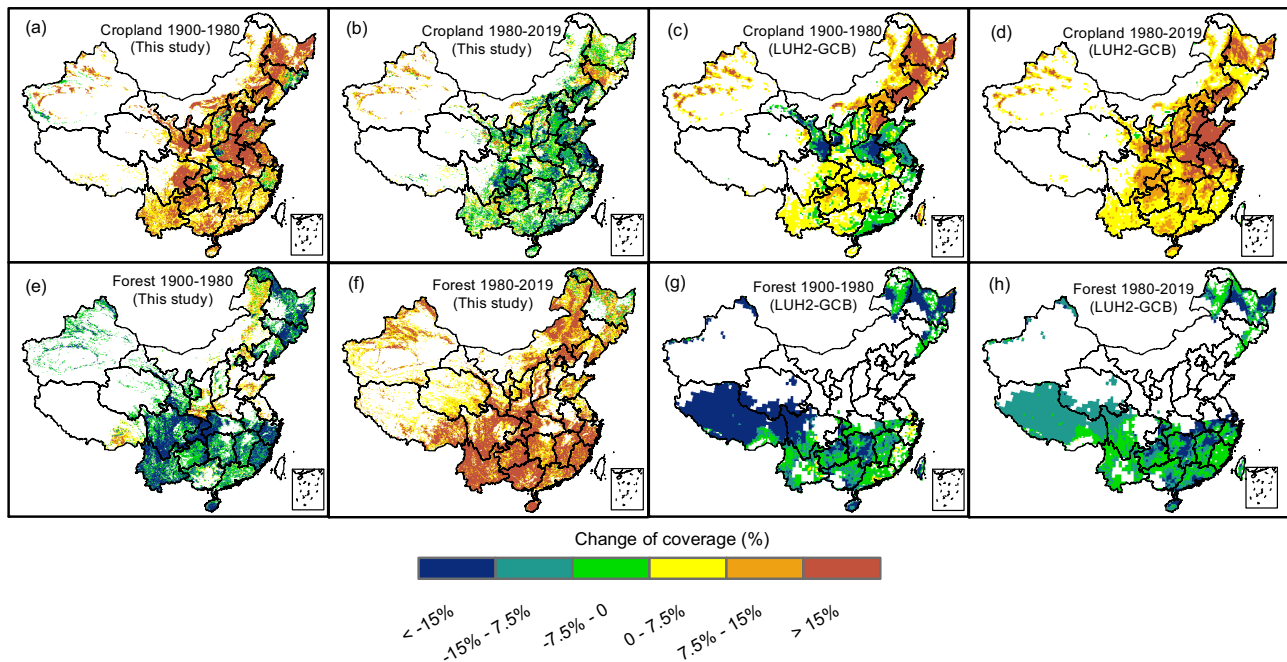 (a)
Cropland 1900-1980
(This study)
(b)
Cropland 1980-2019
(This study)
(c)
Cropland 1900-1980
(LUH2-GCB)
(d)
Cropland 1980-2019
(LUH2-GCB)
(e)
Forest 1900-1980
(This study)
(f)
Forest 1980-2019
(This study)
(g)
Forest 1900-1980
(LUH2-GCB)
(h)
Forest 1980-2019
(LUH2-GCB)
Change of coverage (%)
< -15%
-15% - 7.5%
-7.5% - 0
0 - 7.5%
7.5% - 15%
> 15%